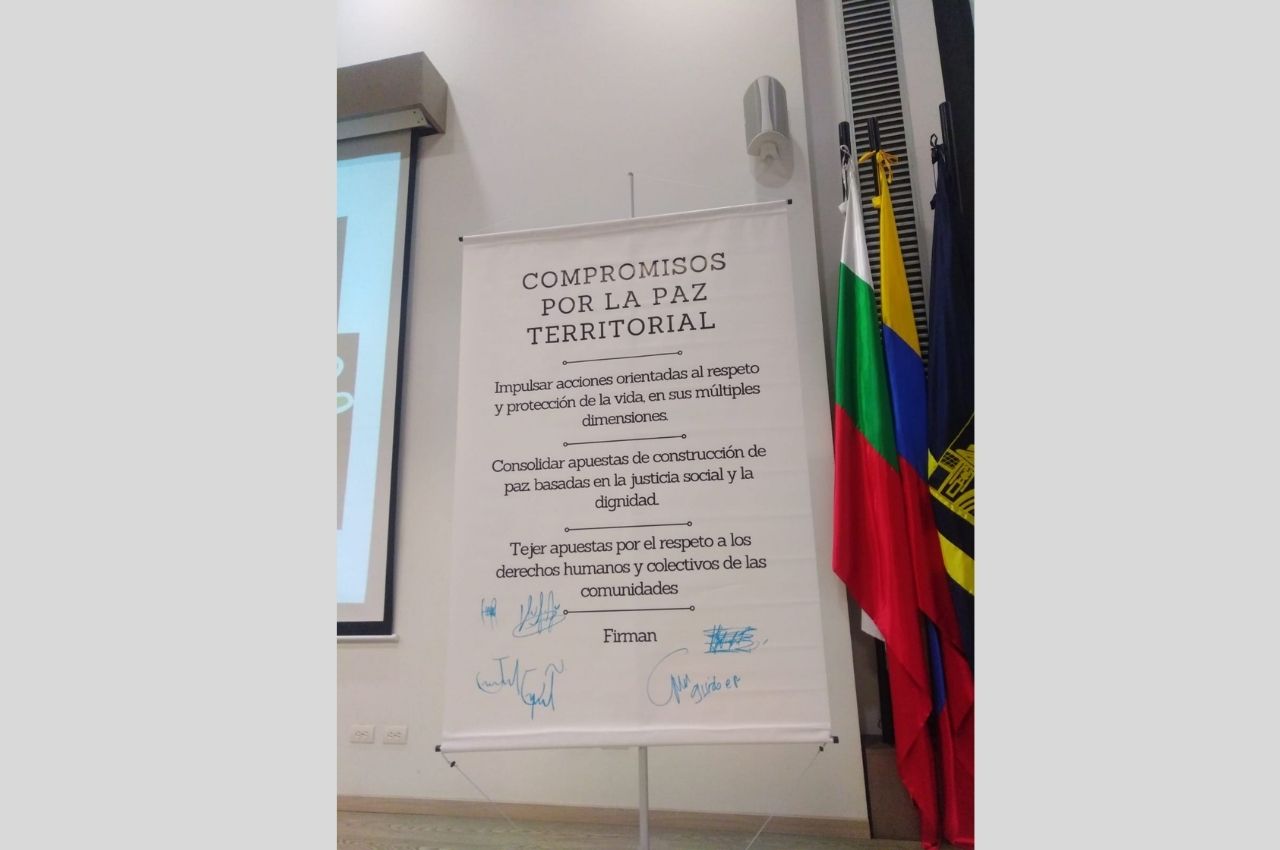 COMPROMISOS
POR LA PAZ
TERRITORIAL
Impulsar acciones orientadas al respeto
y protección de la vida, en sus múltiples
dimensiones.
Consolidar apuestas de construcción de
paz basadas en la justicia social y la
dignidad.
Tejer apuestas por el respeto a los
derechos humanos y colectivos de las
comunidades
Firman